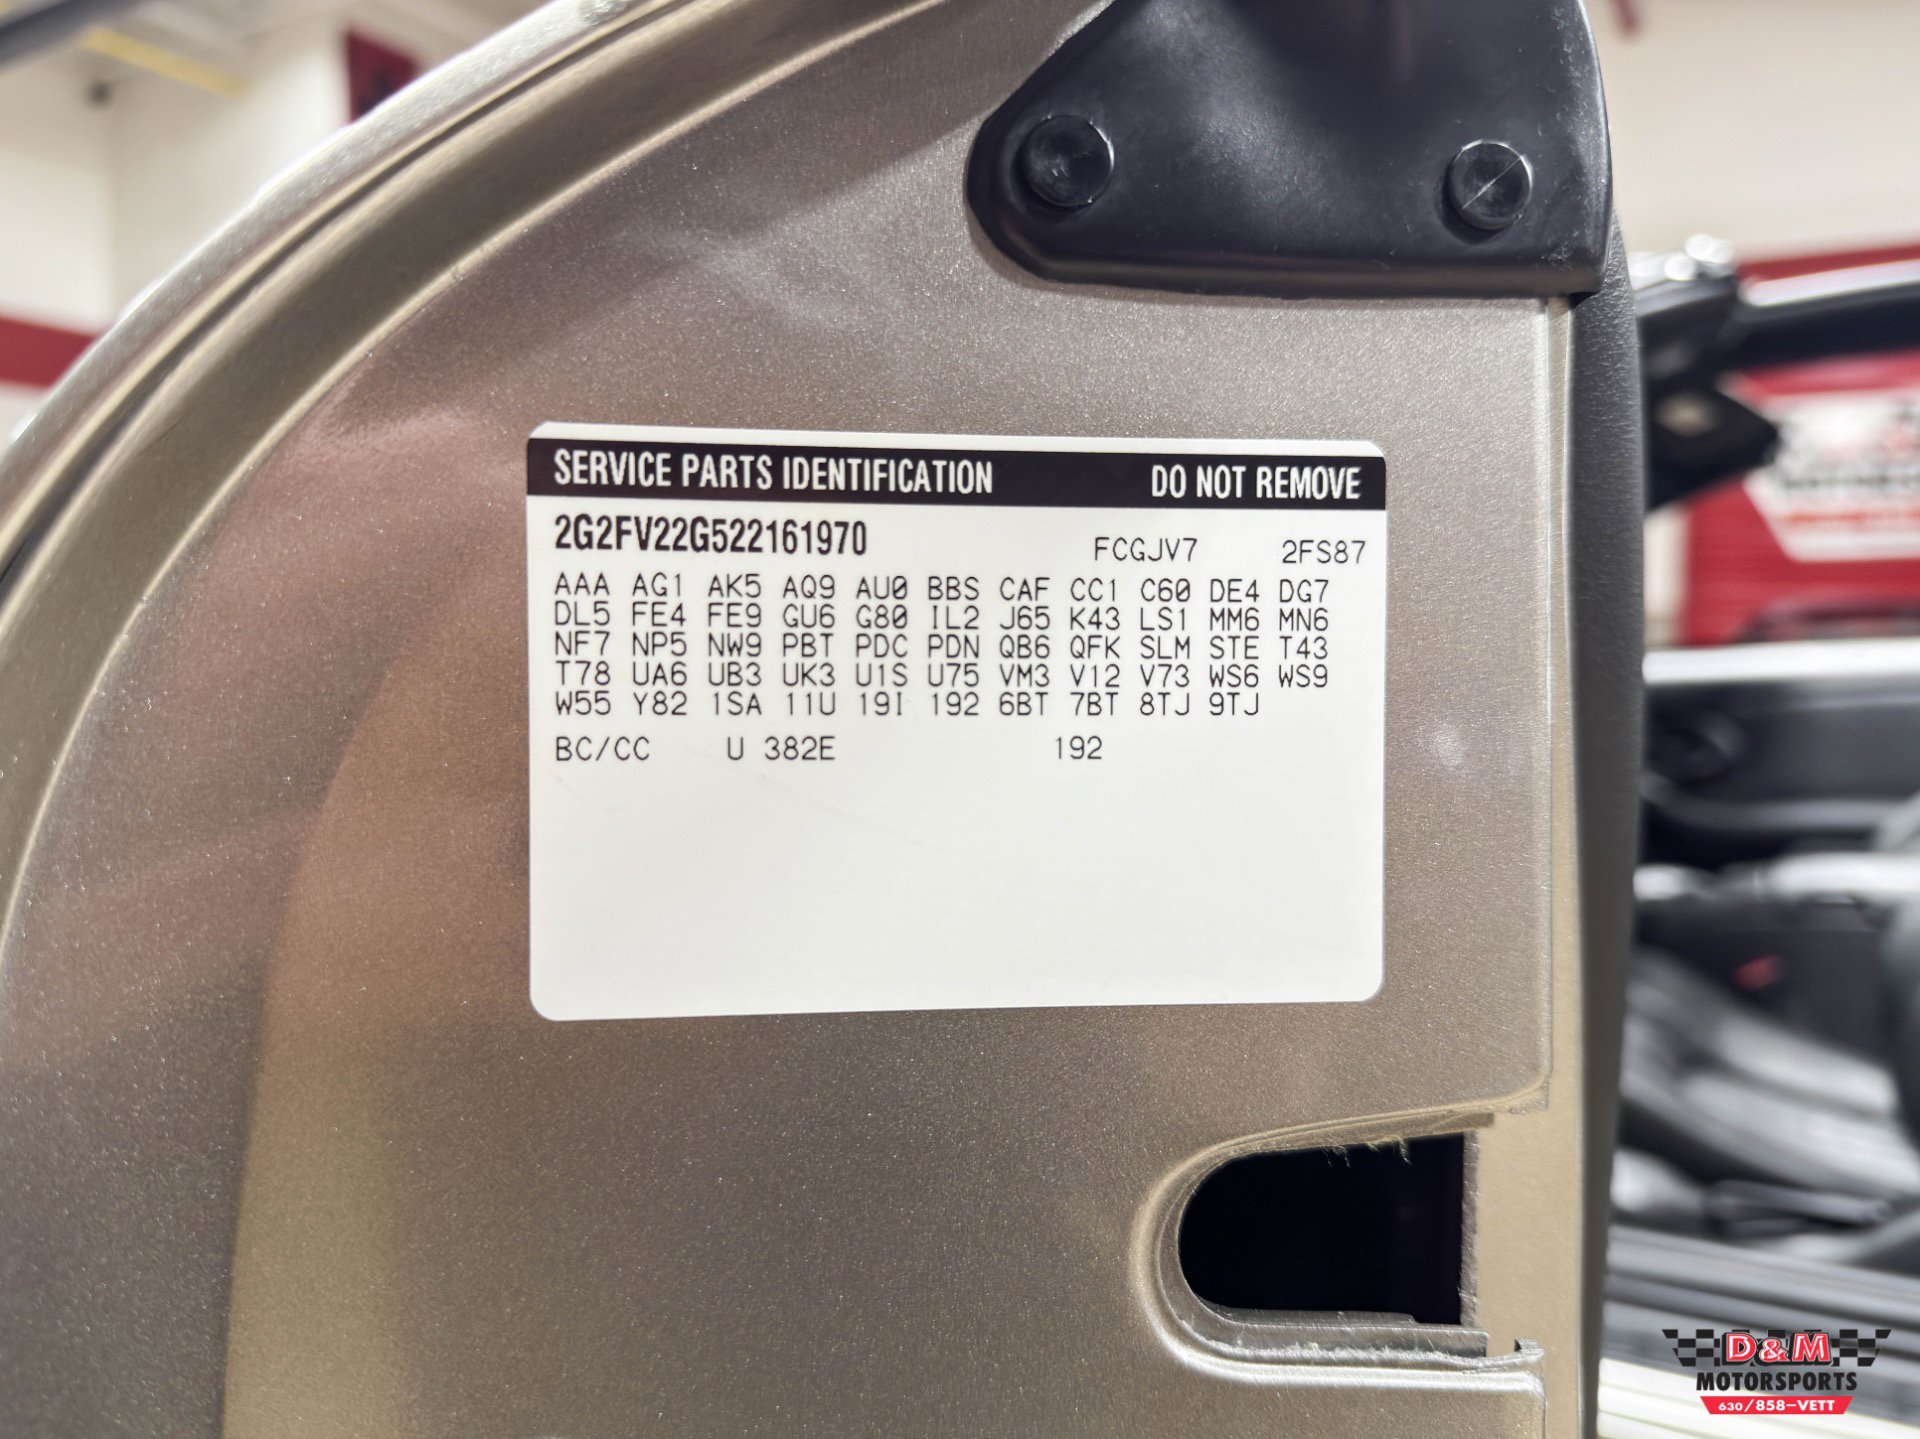 SERVICE PARTS IDENTIFICATION DO NOT REMOVE
2G2FV22G522161970 FCGJV7 2FS87
AAA AG1 AK5 AQ9 AU0 BBS CAF CC1 C60 DE4 DG7
DL5 FE4 FE9 GU6 G80 IL2 J65 K43 LS1 MM6 MN6
NF7 NP5 NW9 PBT PDC PDN QB6 QFK SLM STE T43
T78 UA6 UB3 UK3 U1S U75 VM3 V12 V73 WS6 WS9
W55 Y82 1SA 11U 19I 192 6BT 7BT 8TJ 9TJ
BC/CC U 382E 192
D&M
MOTORSPORTS
630/858-VETT